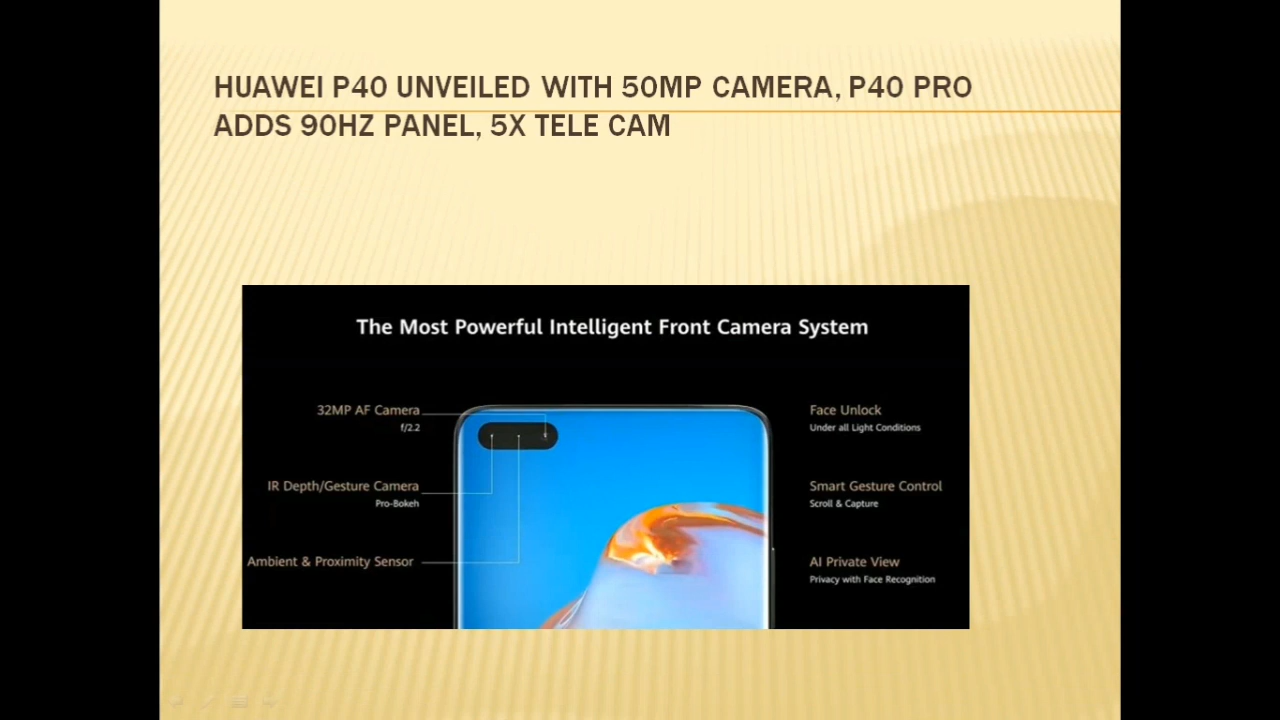 HUAWEI P40 UNVEILED WITH 50MP CAMERA, P40 PRO
ADDS 90HZ PANEL, 5X TELE CAM
The Most Powerful Intelligent Front Camera System
32MP AF Camera
f/2.2
IR Depth/Gesture Camera
Pro-Bokeh
Ambient & Proximity Sensor
Face Unlock
Under all Light Conditions
Smart Gesture Control
Scroll & Capture
AI Private View
Privacy with Face Recognition